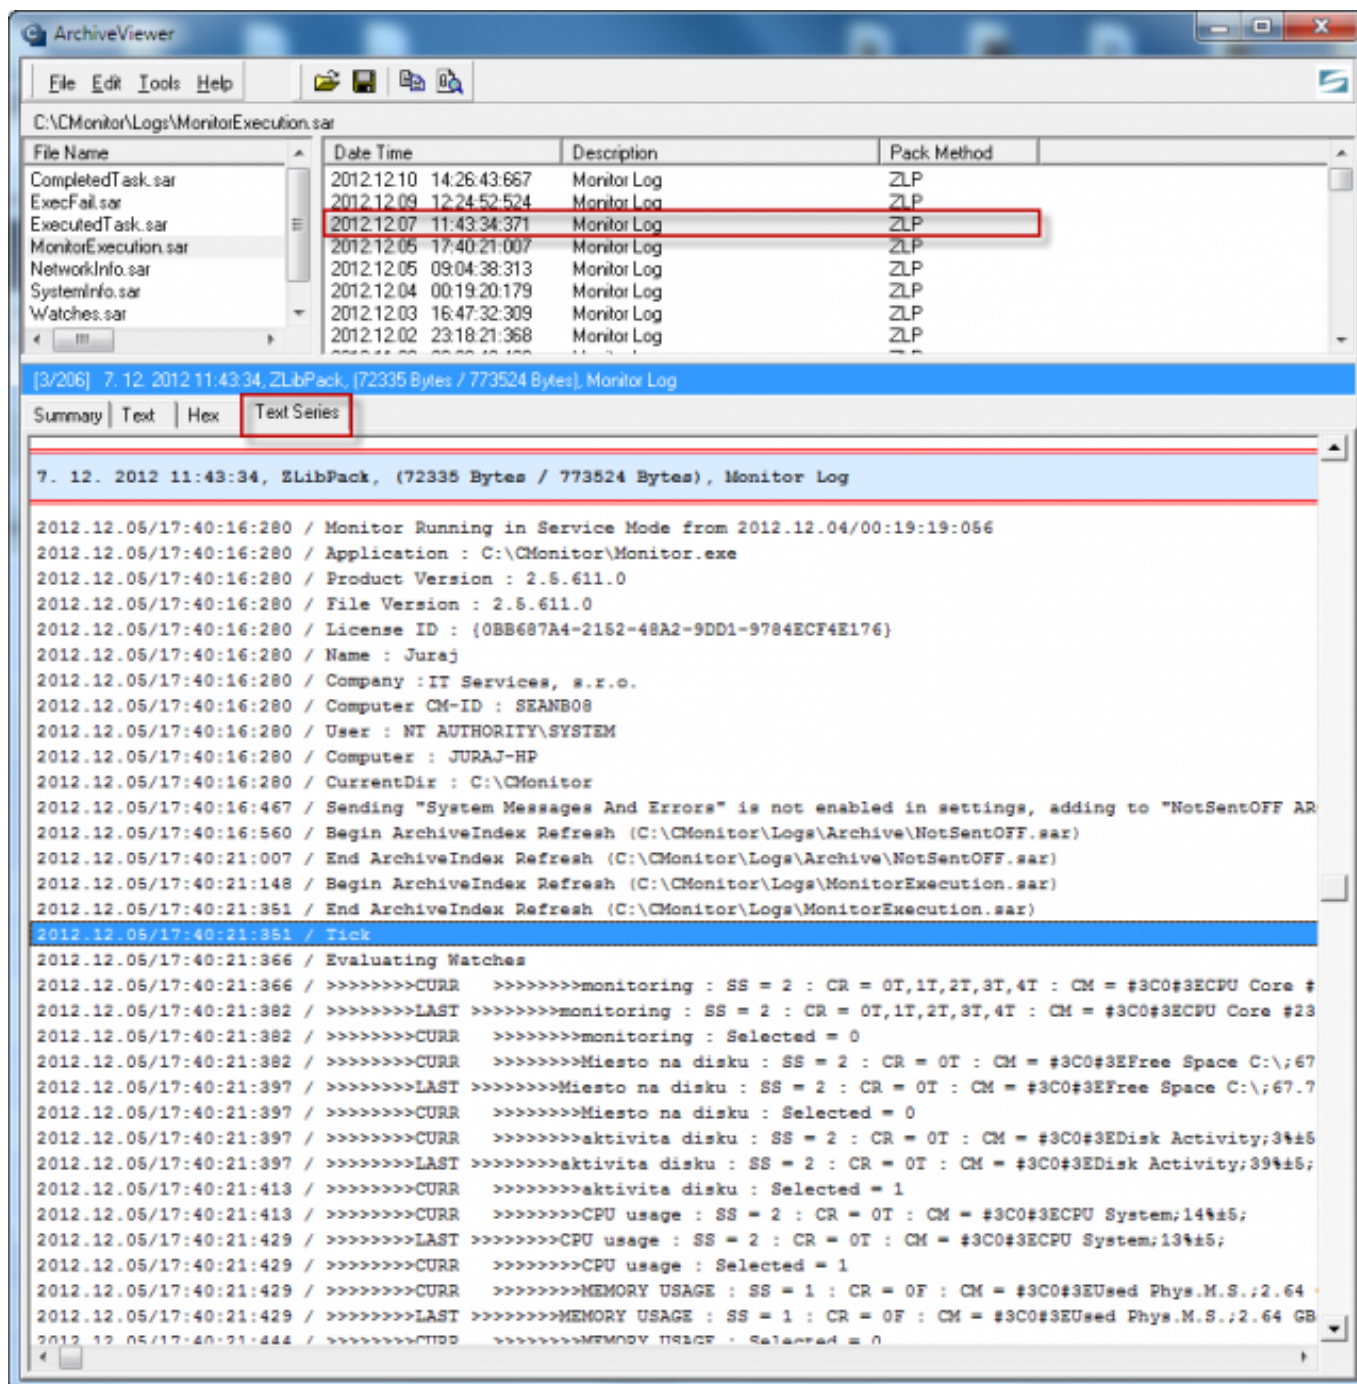 ArchiveViewer
File Edit Tools Help
C:\CMonitor\Logs\MonitorExecution.sar
File Name
CompletedTask.sar
ExecFail.sar
ExecutedTask.sar
MonitorExecution.sar
NetworkInfo.sar
SystemInfo.sar
Watches.sar
Date Time Description Pack Method
2012.12.10 14:26:43:667 Monitor Log ZLP
2012.12.09 12:24:52:524 Monitor Log ZLP
2012.12.07 11:43:34:371 Monitor Log ZLP
2012.12.05 17:40:21:007 Monitor Log ZLP
2012.12.05 09:04:38:313 Monitor Log ZLP
2012.12.04 00:19:20:179 Monitor Log ZLP
2012.12.03 16:47:32:309 Monitor Log ZLP
2012.12.02 23:18:21:368 Monitor Log ZLP
[3/206] 7. 12. 2012 11:43:34, ZLibPack, (72335 Bytes / 773524 Bytes), Monitor Log
Summary Text Hex Text Series
7. 12. 2012 11:43:34, ZLibPack, (72335 Bytes / 773524 Bytes), Monitor Log
2012.12.05/17:40:16:280 / Monitor Running in Service Mode from 2012.12.04/00:19:19:056
2012.12.05/17:40:16:280 / Application : C:\CMonitor\Monitor.exe
2012.12.05/17:40:16:280 / Product Version : 2.5.611.0
2012.12.05/17:40:16:280 / File Version : 2.5.611.0
2012.12.05/17:40:16:280 / License ID : {0BB687A4-2152-48A2-9DD1-9784ECF4E176}
2012.12.05/17:40:16:280 / Name : Juraj
2012.12.05/17:40:16:280 / Company :IT Services, s.r.o.
2012.12.05/17:40:16:280 / Computer CM-ID : SEANB08
2012.12.05/17:40:16:280 / User : NT AUTHORITY\SYSTEM
2012.12.05/17:40:16:280 / Computer : JURAJ-HP
2012.12.05/17:40:16:280 / CurrentDir : C:\CMonitor
2012.12.05/17:40:16:467 / Sending "System Messages And Errors" is not enabled in settings, adding to "NotSentOFF AR
2012.12.05/17:40:16:560 / Begin ArchiveIndex Refresh (C:\CMonitor\Logs\Archive\NotSentOFF.sar)
2012.12.05/17:40:21:007 / End ArchiveIndex Refresh (C:\CMonitor\Logs\Archive\NotSentOFF.sar)
2012.12.05/17:40:21:148 / Begin ArchiveIndex Refresh (C:\CMonitor\Logs\MonitorExecution.sar)
2012.12.05/17:40:21:351 / End ArchiveIndex Refresh (C:\CMonitor\Logs\MonitorExecution.sar)
2012.12.05/17:40:21:351 / Tick
2012.12.05/17:40:21:366 / Evaluating Watches
2012.12.05/17:40:21:366 / >>>>>>>>CURR >>>>>>>>monitoring : SS = 2 : CR = 0T,1T,2T,3T,4T : CM = #3C0#3ECPU Core #
2012.12.05/17:40:21:382 / >>>>>>>>LAST >>>>>>>>monitoring : SS = 2 : CR = 0T,1T,2T,3T,4T : CM = #3C0#3ECPU Core #23
2012.12.05/17:40:21:382 / >>>>>>>>CURR >>>>>>>>monitoring : Selected = 0
2012.12.05/17:40:21:382 / >>>>>>>>CURR >>>>>>>>Miesto na disku : SS = 2 : CR = 0T : CM = #3C0#3EFree Space C:\;67
2012.12.05/17:40:21:397 / >>>>>>>>LAST >>>>>>>>Miesto na disku : SS = 2 : CR = 0T : CM = #3C0#3EFree Space C:\;67.7
2012.12.05/17:40:21:397 / >>>>>>>>CURR >>>>>>>>Miesto na disku : Selected = 0
2012.12.05/17:40:21:397 / >>>>>>>>CURR >>>>>>>>aktivita disku : SS = 2 : CR = 0T : CM = #3C0#3EDisk Activity;3%±5
2012.12.05/17:40:21:397 / >>>>>>>>LAST >>>>>>>>aktivita disku : SS = 2 : CR = 0T : CM = #3C0#3EDisk Activity;39%±5;
2012.12.05/17:40:21:413 / >>>>>>>>CURR >>>>>>>>aktivita disku : Selected = 1
2012.12.05/17:40:21:413 / >>>>>>>>CURR >>>>>>>>CPU usage : SS = 2 : CR = 0T : CM = #3C0#3ECPU System;14%±5;
2012.12.05/17:40:21:429 / >>>>>>>>LAST >>>>>>>>CPU usage : SS = 2 : CR = 0T : CM = #3C0#3ECPU System;13%±5;
2012.12.05/17:40:21:429 / >>>>>>>>CURR >>>>>>>>CPU usage : Selected = 1
2012.12.05/17:40:21:429 / >>>>>>>>CURR >>>>>>>>MEMORY USAGE : SS = 1 : CR = 0F : CM = #3C0#3EUsed Phys.M.S.;2.64
2012.12.05/17:40:21:429 / >>>>>>>>LAST >>>>>>>>MEMORY USAGE : SS = 1 : CR = 0F : CM = #3C0#3EUsed Phys.M.S.;2.64 GB
2012.12.05/17:40:21:444 / >>>>>>>>CURR >>>>>>>>MEMORY USAGE : Selected = 0